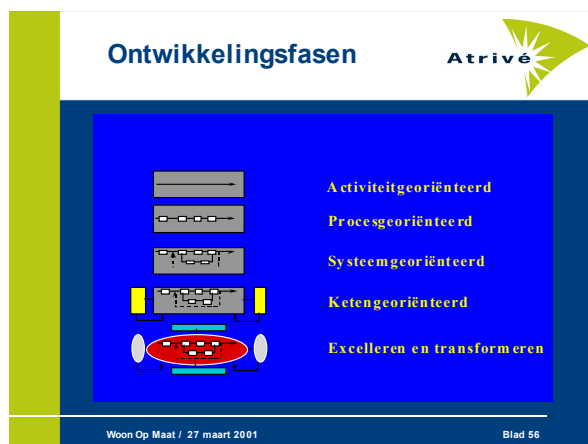 Ontwikkelingsfasen
Atrivé
Activiteitgeoriënteerd
Procesgeoriënteerd
Systeemgeoriënteerd
Ketengeoriënteerd
Excelleren en transformeren
Woon Op Maat / 27 maart 2001
Blad 56